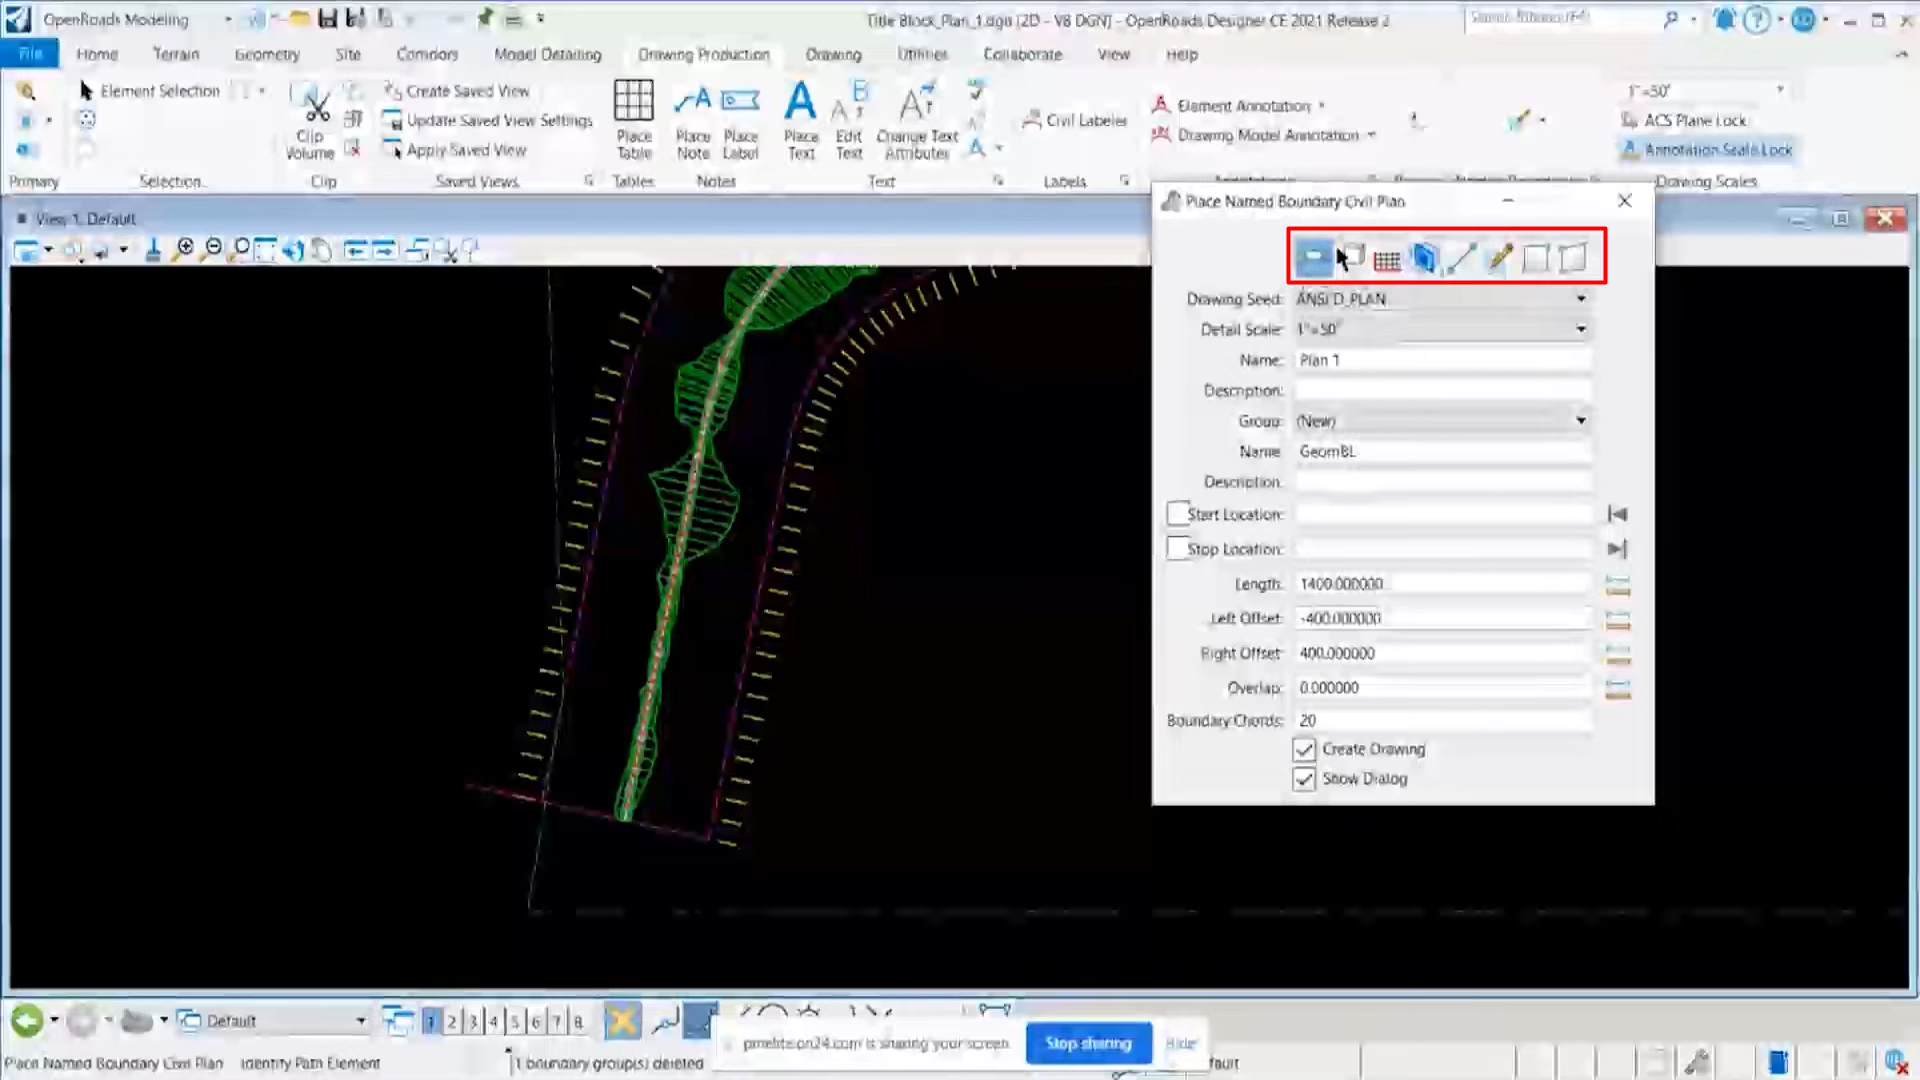 OpenRoads Modeling
Title Block_Plan_1.dgn [2D - V8 DGN] - OpenRoads Designer CE 2021 Release 2
File Home Terrain Geometry Site Corridors Model Detailing Drawing Production Drawing Utilities Collaborate View Help
Element Selection
Create Saved View
Update Saved View Settings
Apply Saved View
Clip Volume
Place Table
Place Note
Place Label
Place Text
Edit Text
Change Text Attributes
Civil Labeler
Element Annotation
Drawing Model Annotation
1"=50'
ACS Plane Lock
Annotation Scale Lock
Primary Selection Clip Saved Views Tables Notes Text Labels Drawing Scales
View 1, Default
Place Named Boundary Civil Plan
Drawing Seed: ANSI D_PLAN
Detail Scale: 1"=50'
Name: Plan 1
Description:
Group: (New)
Name GeomBL
Description:
Start Location:
Stop Location:
Length: 1400.000000
Left Offset: -400.000000
Right Offset: 400.000000
Overlap: 0.000000
Boundary Chords: 20
Create Drawing
Show Dialog
Default
1 2 3 4 5 6 7 8
pmelite.on24.com is sharing your screen. Stop sharing Hide
Place Named Boundary Civil Plan Identity Path Element 1 boundary group(s) deleted